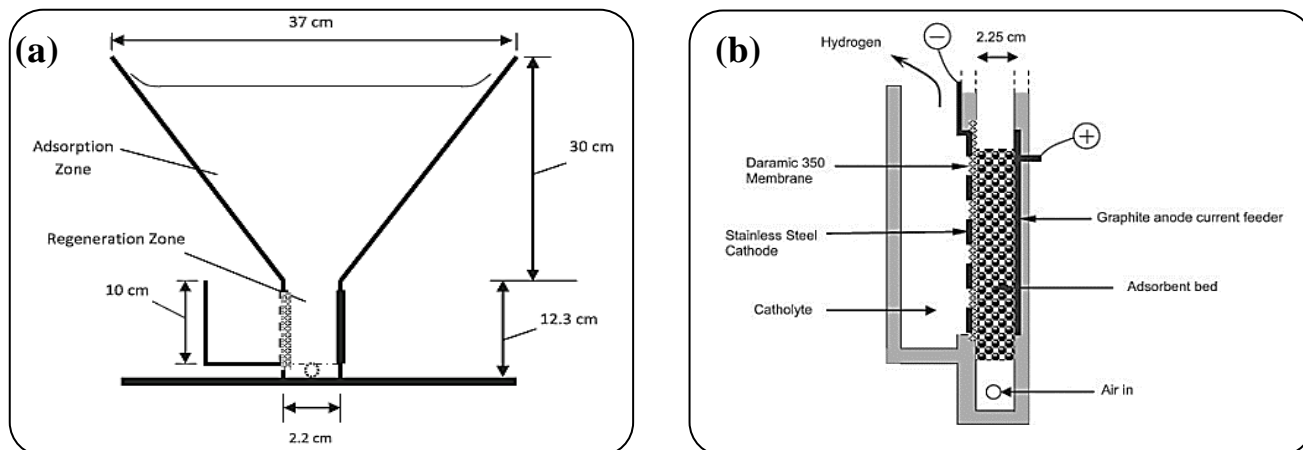 (a)
37 cm
Adsorption
Zone
30 cm
Regeneration Zone
10 cm
12.3 cm
2.2 cm
(b)
2.25 cm
Hydrogen
−
+
Daramic 350
Membrane
Graphite anode current feeder
Stainless Steel
Cathode
Adsorbent bed
Catholyte
Air in